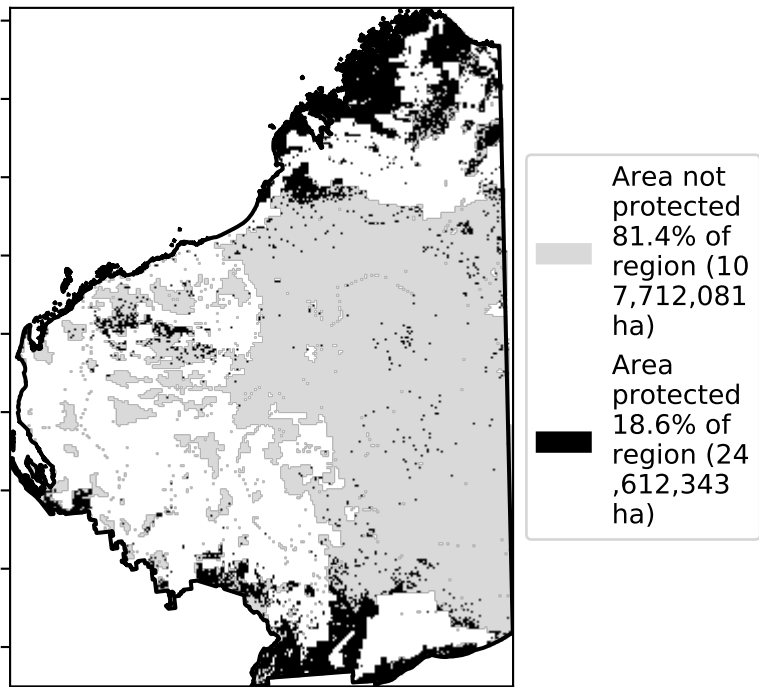 Area not
protected
81.4% of
region (10
7,712,081
ha)
Area
protected
18.6% of
region (24
,612,343
ha)